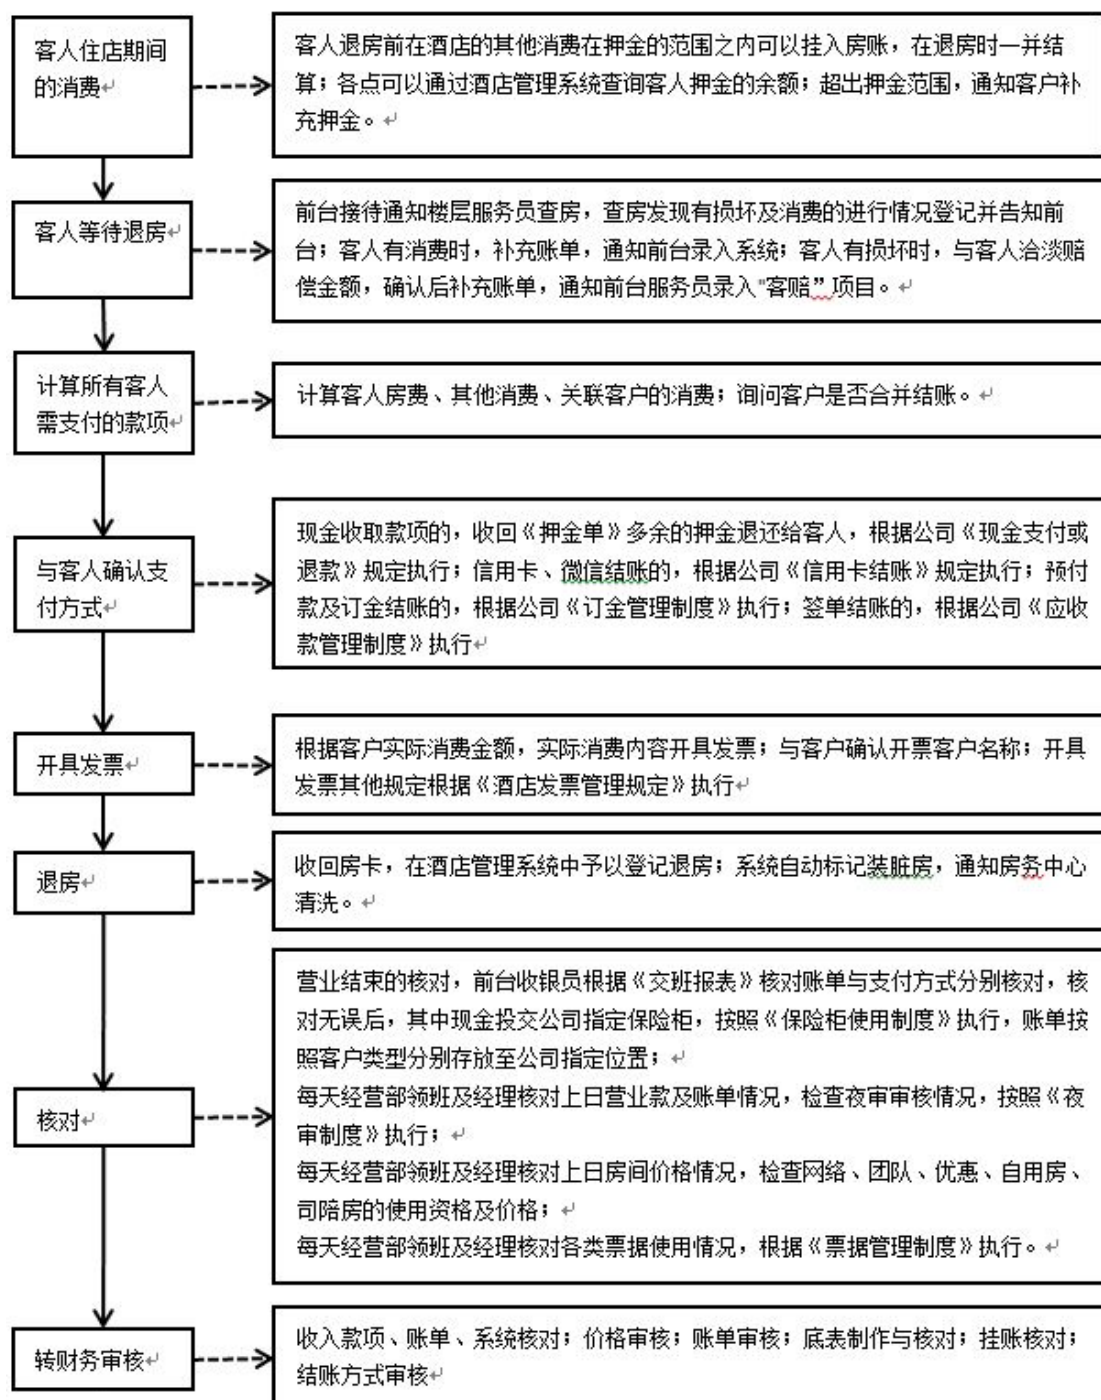 客人住店期间
的消费
客人退房前在酒店的其他消费在押金的范围之内可以挂入房账，在退房时一并结
算；各点可以通过酒店管理系统查询客人押金的余额；超出押金范围，通知客户补
充押金。
客人等待退房
前台接待通知楼层服务员查房，查房发现有损坏及消费的进行情况登记并告知前
台；客人有消费时，补充账单，通知前台录入系统；客人有损坏时，与客人洽淡赔
偿金额，确认后补充账单，通知前台服务员录入"客赔”项目。
计算所有客人
需支付的款项
计算客人房费、其他消费、关联客户的消费；询问客户是否合并结账。
与客人确认支
付方式
现金收取款项的，收回《押金单》多余的押金退还给客人，根据公司《现金支付或
退款》规定执行；信用卡、微信结账的，根据公司《信用卡结账》规定执行；预付
款及订金结账的，根据公司《订金管理制度》执行；签单结账的，根据公司《应收
款管理制度》执行
开具发票
根据客户实际消费金额，实际消费内容开具发票；与客户确认开票客户名称；开具
发票其他规定根据《酒店发票管理规定》执行
退房
收回房卡，在酒店管理系统中予以登记退房；系统自动标记装脏房，通知房务中心
清洗。
核对
营业结束的核对，前台收银员根据《交班报表》核对账单与支付方式分别核对，核
对无误后，其中现金投交公司指定保险柜，按照《保险柜使用制度》执行，账单按
照客户类型分别存放至公司指定位置；
每天经营部领班及经理核对上日营业款及账单情况，检查夜审审核情况，按照《夜
审制度》执行；
每天经营部领班及经理核对上日房间价格情况，检查网络、团队、优惠、自用房、
司陪房的使用资格及价格；
每天经营部领班及经理核对各类票据使用情况，根据《票据管理制度》执行。
转财务审核
收入款项、账单、系统核对；价格审核；账单审核；底表制作与核对；挂账核对；
结账方式审核